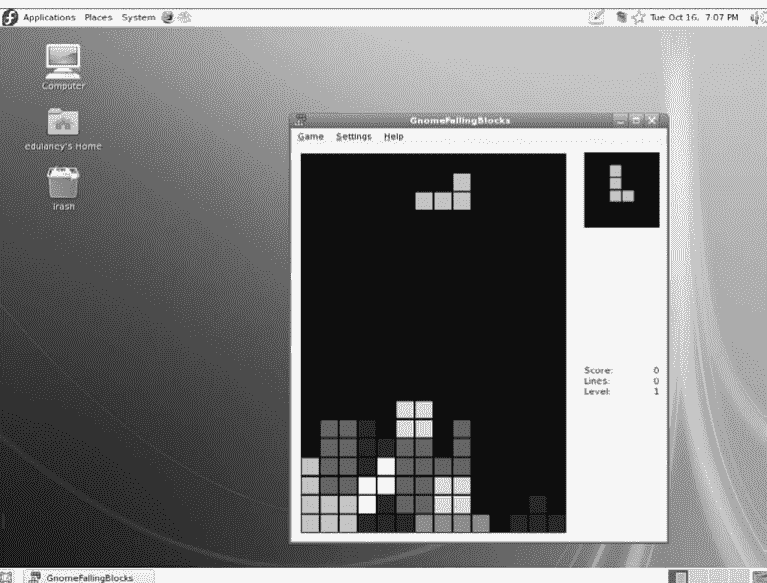 Applications Places System Tue Oct 16, 7:07 PM
Computer
edulaney's Home
Trash
GnomeFallingBlocks
Game Settings Help
Score: 0
Lines: 0
Level: 1
GnomeFallingBlocks